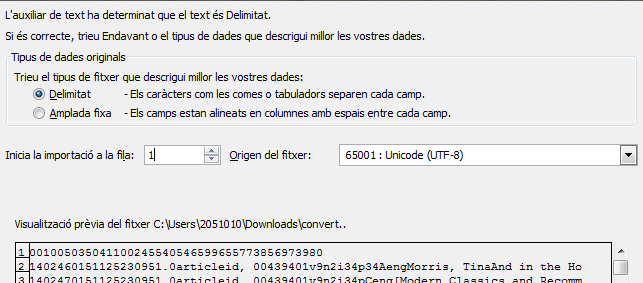 L'auxiliar de text ha determinat que el text és Delimitat.
Si és correcte, trieu Endavant o el tipus de dades que descrigui millor les vostres dades.
Tipus de dades originals
Trieu el tipus de fitxer que descrigui millor les vostres dades:
Delimitat - Els caràcters com les comes o tabuladors separen cada camp.
Amplada fixa - Els camps estan alineats en columnes amb espais entre cada camp.
Inicia la importació a la fila: 1 Origen del fitxer: 65001 : Unicode (UTF-8)
Visualització prèvia del fitxer C:\Users\2051010\Downloads\convert..
1 00100503504110024554054659965577385697398​0
2 1402460151125230951.0articleid, 00439401v9n2i34p34AengMorris, TinaAnd in the Ho
3 1402470151125230951.0articleid, 00439401v9n2i34pCeng[Modern Classics and Recomm